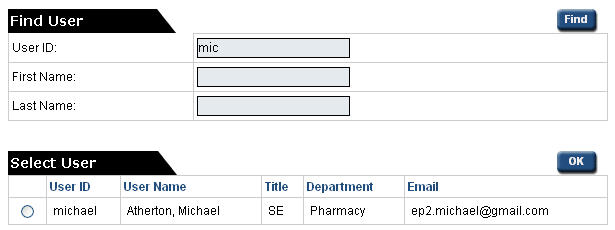 Find User
Find
User ID:
mic
First Name:
Last Name:
Select User
OK
User ID User Name Title Department Email
michael Atherton, Michael SE Pharmacy ep2.michael@gmail.com